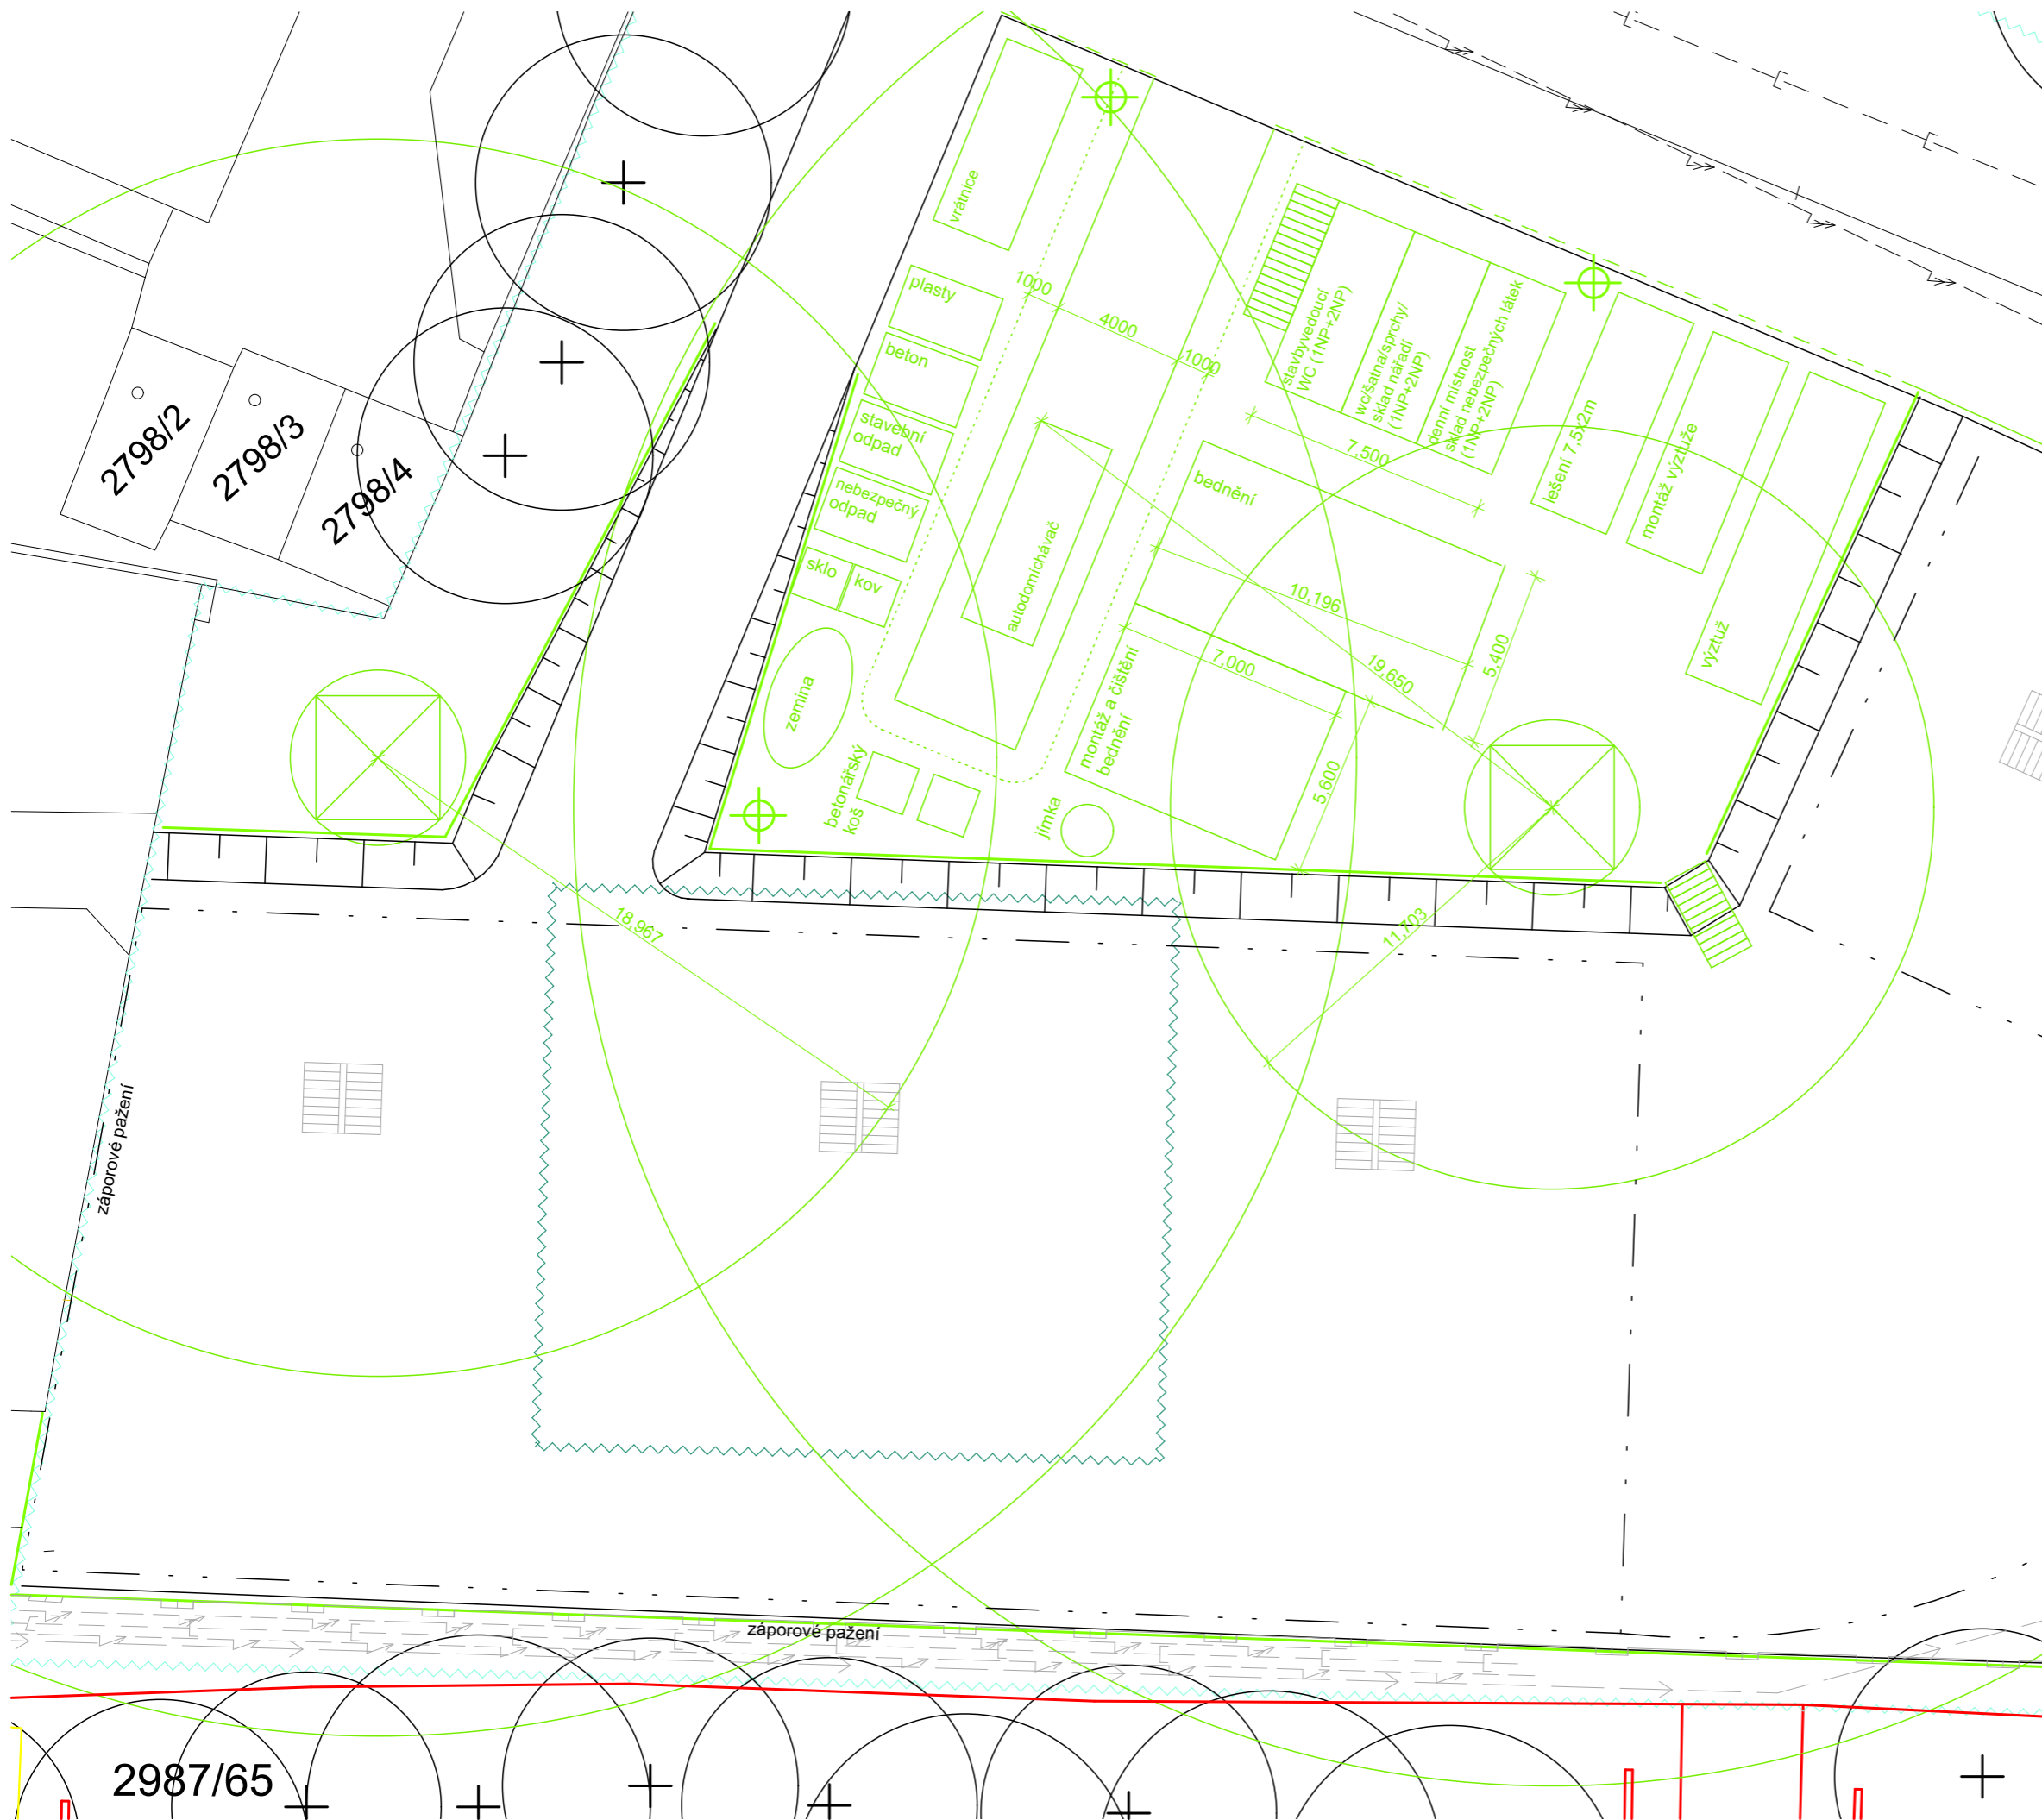 vrátnice
plasty
beton
stavební
odpad
nebezpečný
odpad
sklo
kov
zemina
betonářský
koš
jímka
autodomíchávač
1000
4000
1000
stavbyvedoucí
WC (1NP+2NP)
wc/šatna/sprchy/
sklad nářadí
(1NP+2NP)
denní místnost
sklad nebezpečných látek
(1NP+2NP)
lešení 7,5x2m
montáž výztuže
výztuž
7,500
bednění
10,196
19,650
5,400
7,000
montáž a čištění
bednění
5,600
11,703
18,967
2798/2
2798/3
2798/4
záporové pažení
záporové pažení
2987/65